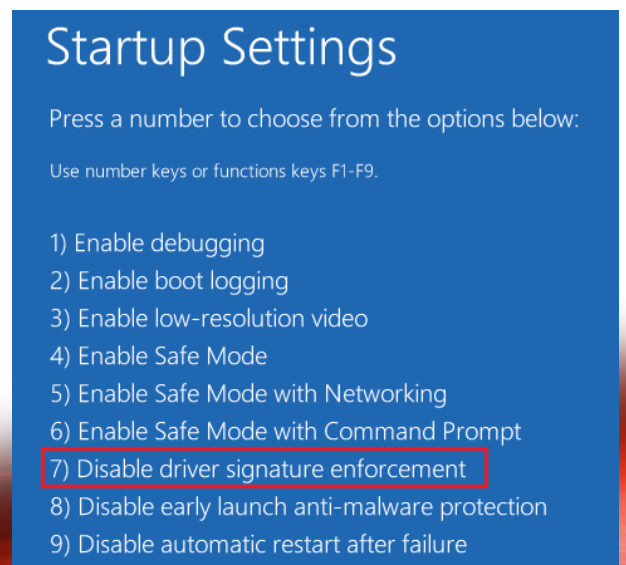 Startup Settings
Press a number to choose from the options below:
Use number keys or functions keys F1-F9.
1) Enable debugging
2) Enable boot logging
3) Enable low-resolution video
4) Enable Safe Mode
5) Enable Safe Mode with Networking
6) Enable Safe Mode with Command Prompt
7) Disable driver signature enforcement
8) Disable early launch anti-malware protection
9) Disable automatic restart after failure